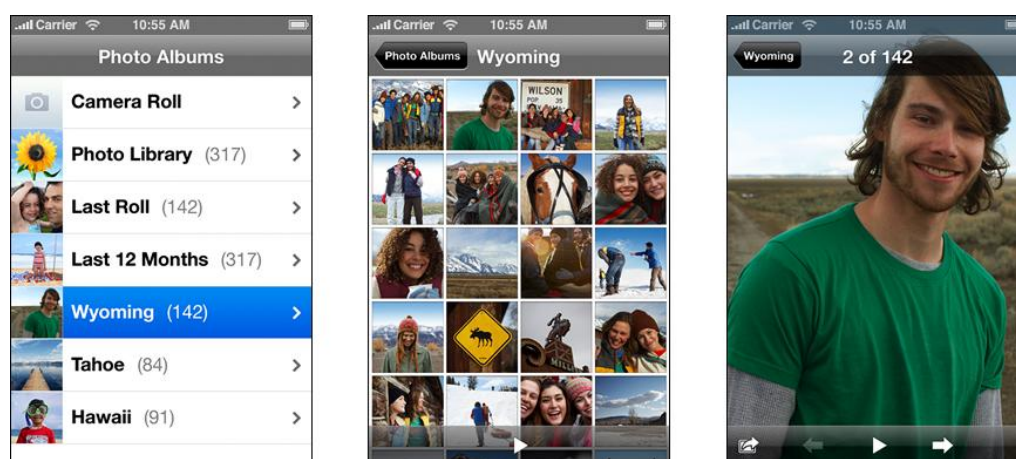 Carrier 10:55 AM
Photo Albums
Camera Roll
Photo Library (317)
Last Roll (142)
Last 12 Months (317)
Wyoming (142)
Tahoe (84)
Hawaii (91)
Carrier 10:55 AM
Photo Albums Wyoming
WILSON
POP 35
Carrier 10:55 AM
Wyoming 2 of 142